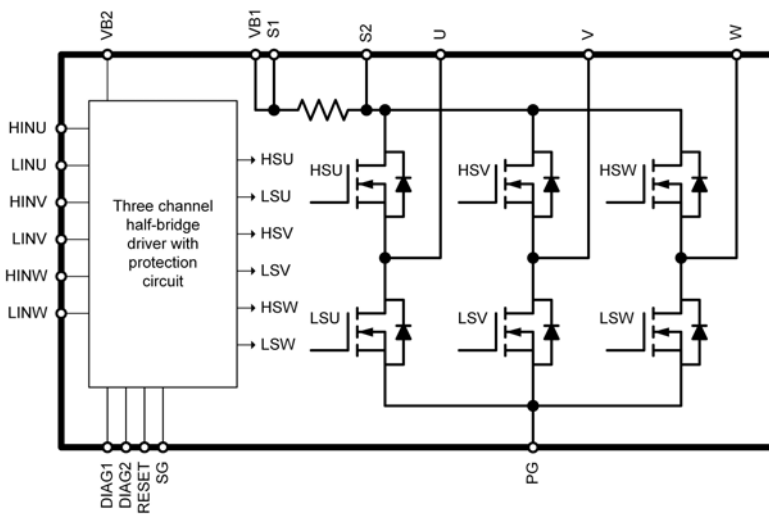 VB2
VB1
S1
S2
U
V
W
HINU
LINU
HINV
LINV
HINW
LINW
Three channel
half-bridge
driver with
protection
circuit
HSU
LSU
HSV
LSV
HSW
LSW
HSU
HSV
HSW
LSU
LSV
LSW
DIAG1
DIAG2
RESET
SG
PG